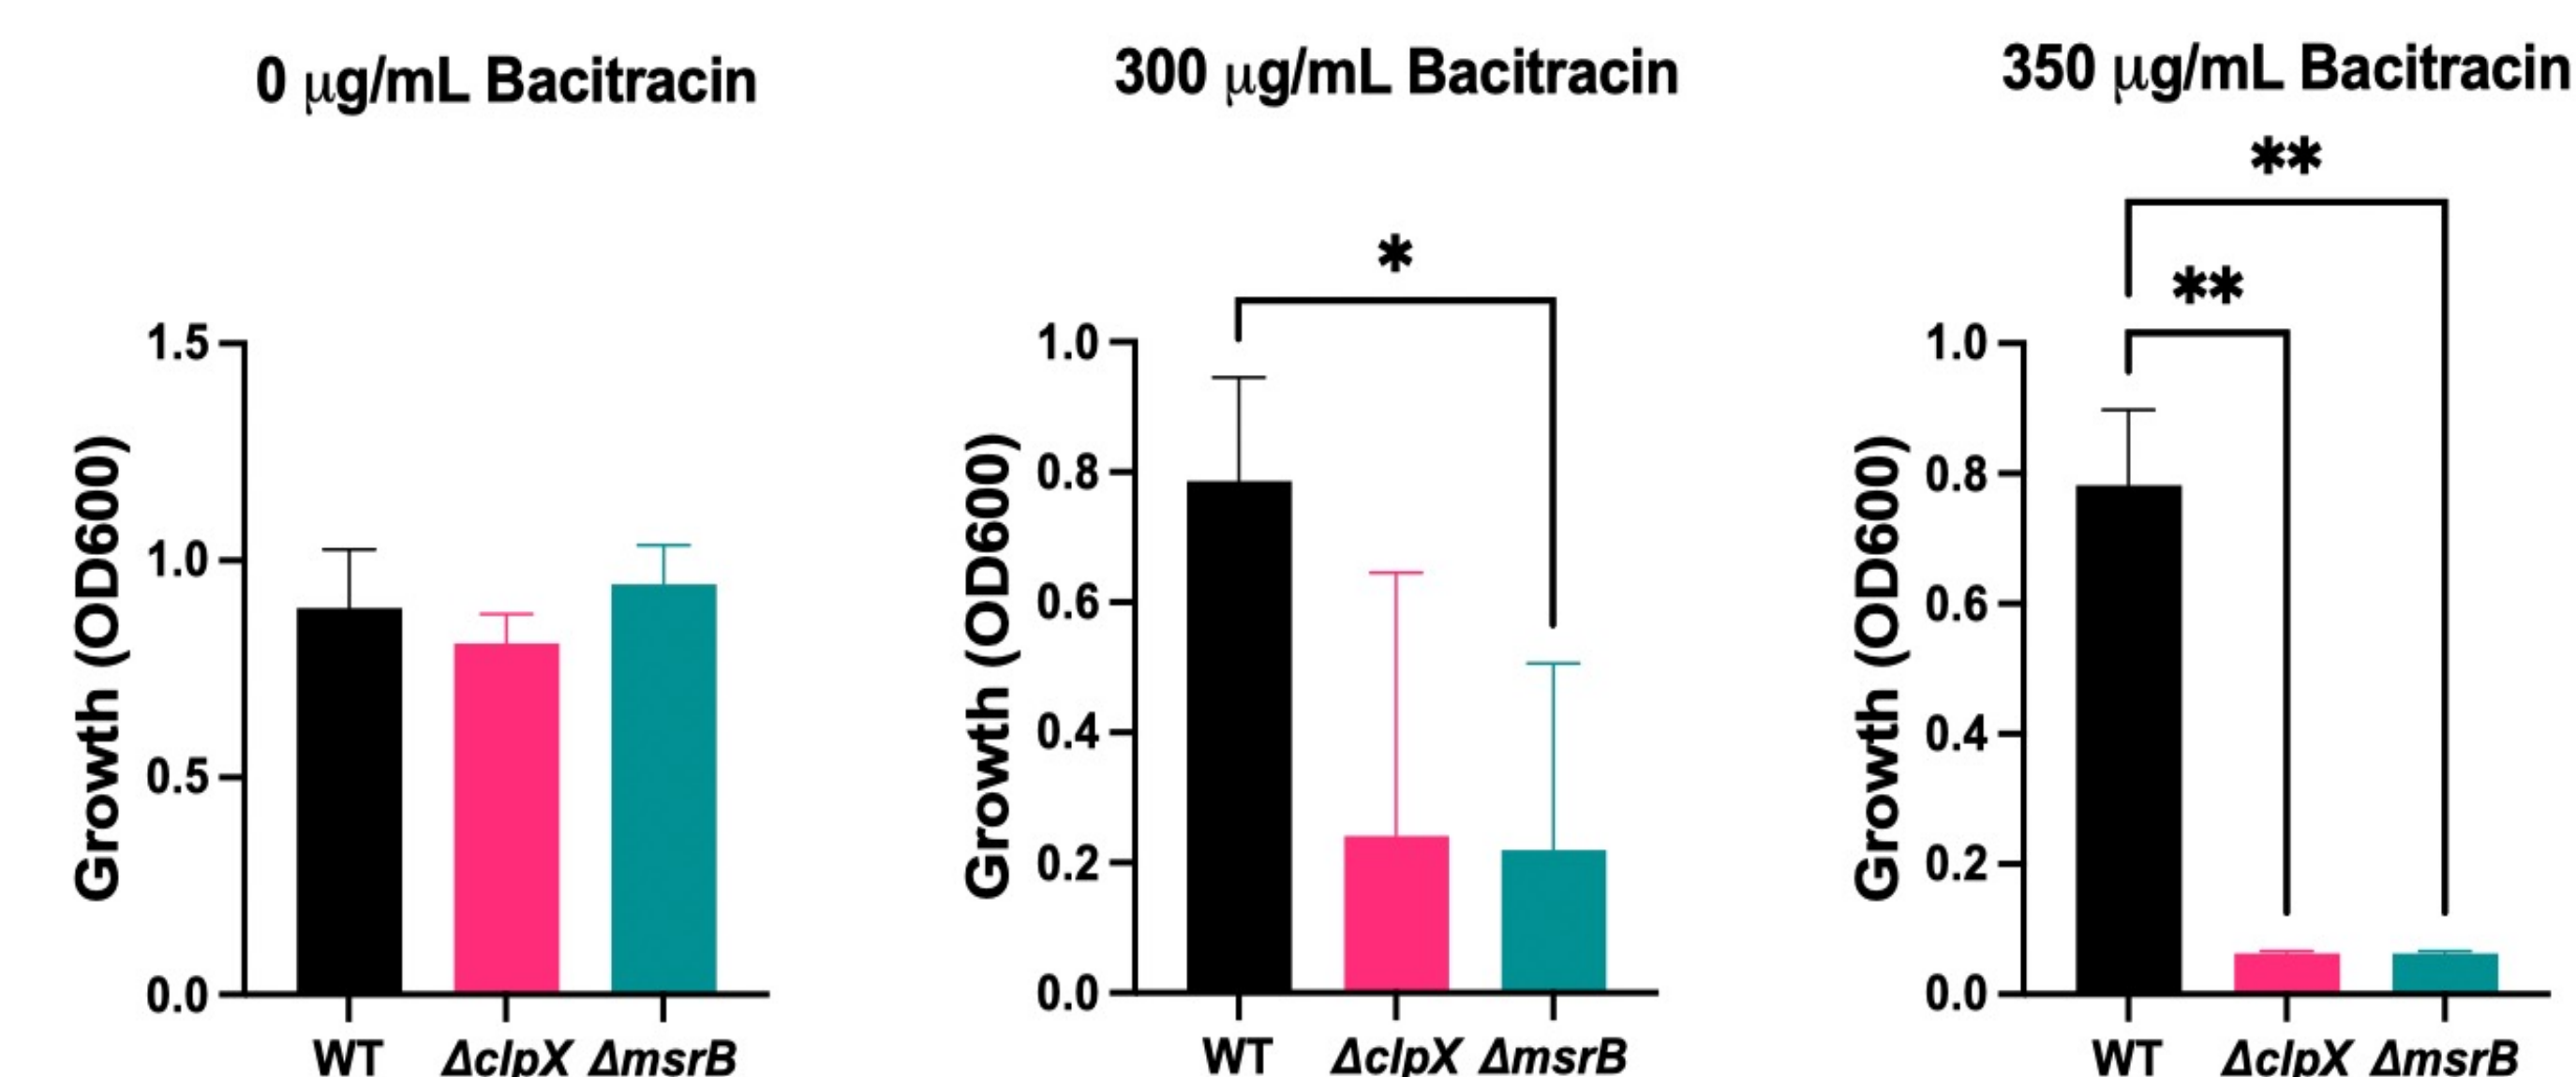 0 μg/mL Bacitracin
Growth (OD600)
1.5
1.0
0.5
0.0
WT ΔclpX ΔmsrB
300 μg/mL Bacitracin
*
Growth (OD600)
1.0
0.8
0.6
0.4
0.2
0.0
WT ΔclpX ΔmsrB
350 μg/mL Bacitracin
**
**
Growth (OD600)
1.0
0.8
0.6
0.4
0.2
0.0
WT ΔclpX ΔmsrB